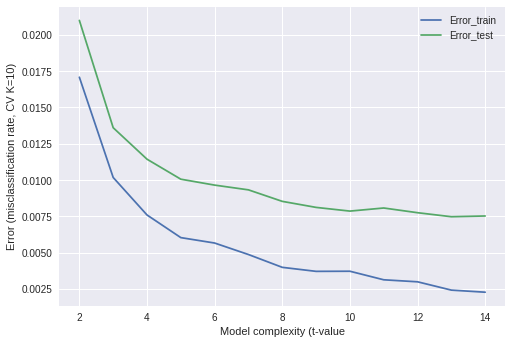 Error_train
Error_test
0.0200
0.0175
0.0150
0.0125
0.0100
0.0075
0.0050
0.0025
Error (misclassification rate, CV K=10)
2 4 6 8 10 12 14
Model complexity (t-value